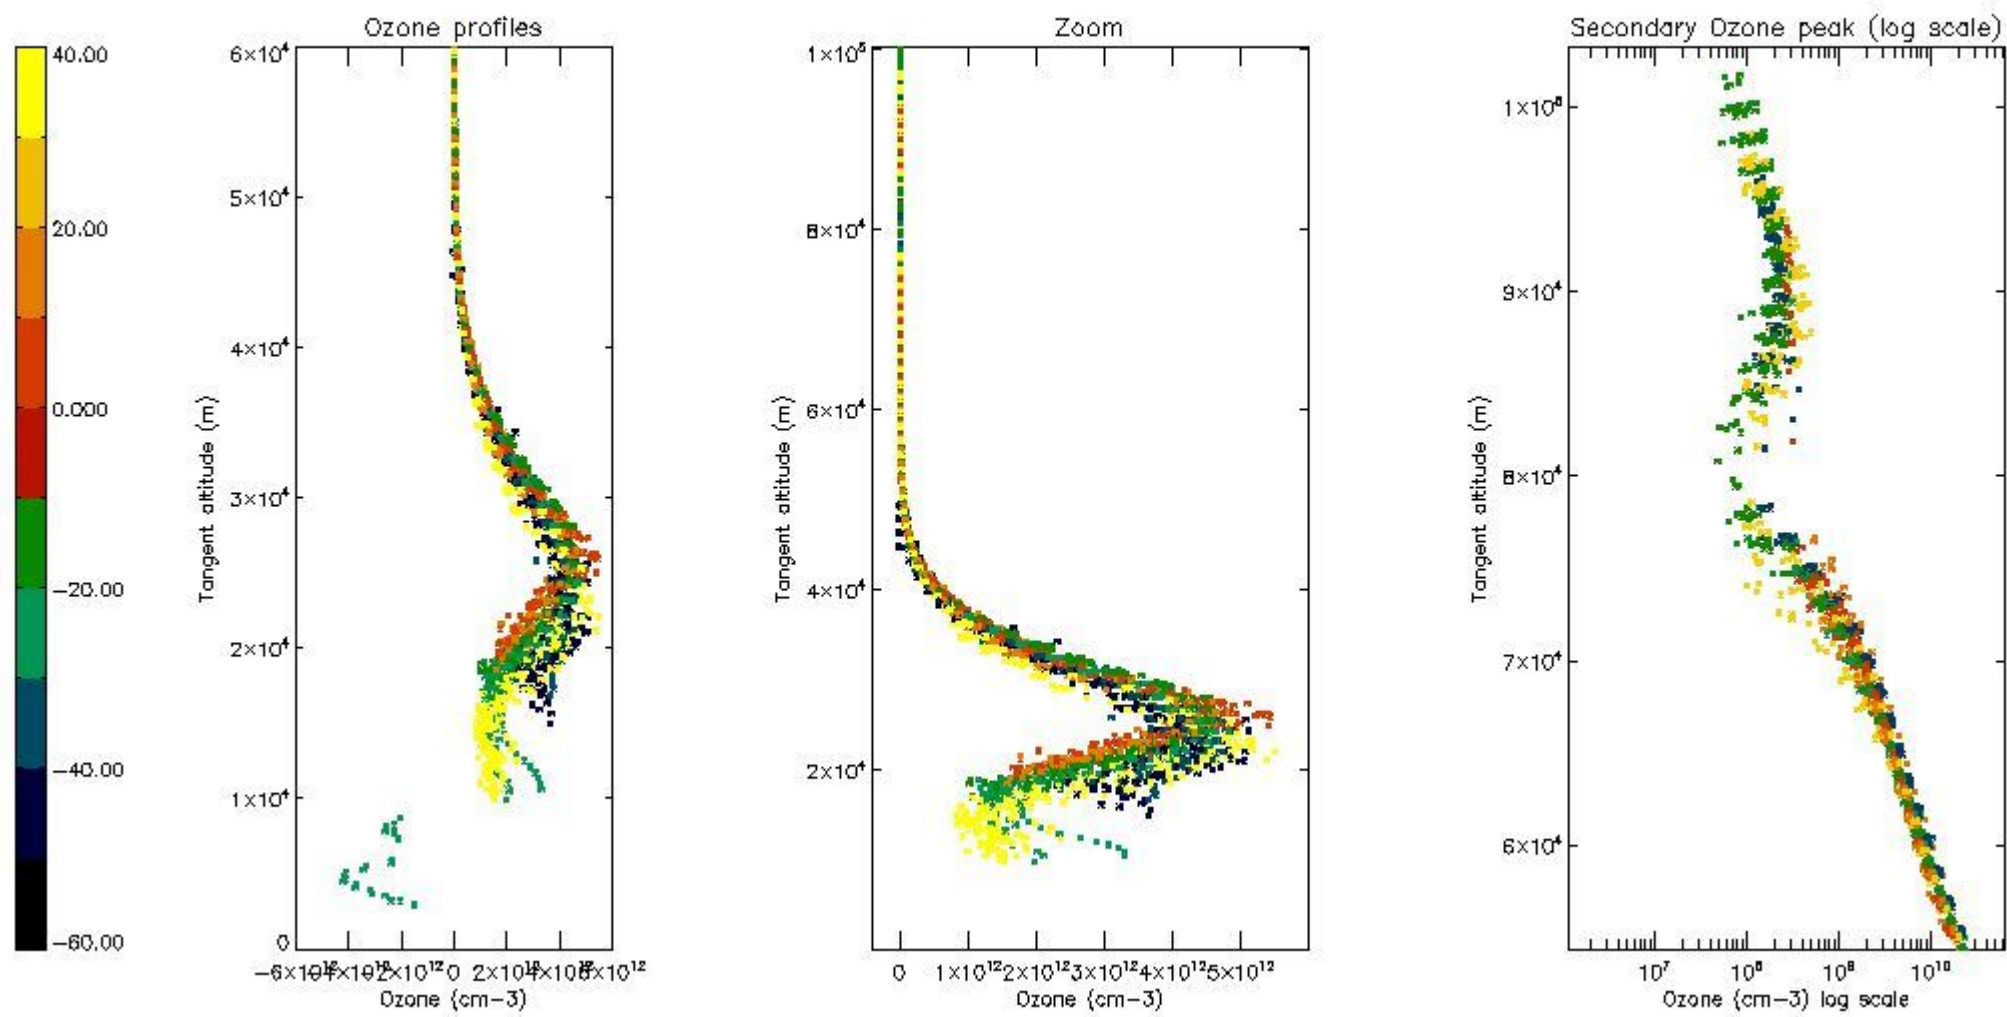 Ozone profiles
Zoom
Secondary Ozone peak (log scale)
40.00
20.00
0.000
−20.00
−40.00
−60.00
6×10⁴
5×10⁴
4×10⁴
3×10⁴
2×10⁴
1×10⁴
0
Tangent altitude (m)
0
Ozone (cm−3)
1×10⁵
8×10⁴
6×10⁴
4×10⁴
2×10⁴
Tangent altitude (m)
0 1×10¹² 2×10¹² 3×10¹² 4×10¹² 5×10¹²
Ozone (cm−3)
9×10⁴
8×10⁴
7×10⁴
6×10⁴
Tangent altitude (m)
10⁷ 10⁸ 10⁹ 10¹⁰
Ozone (cm−3) log scale